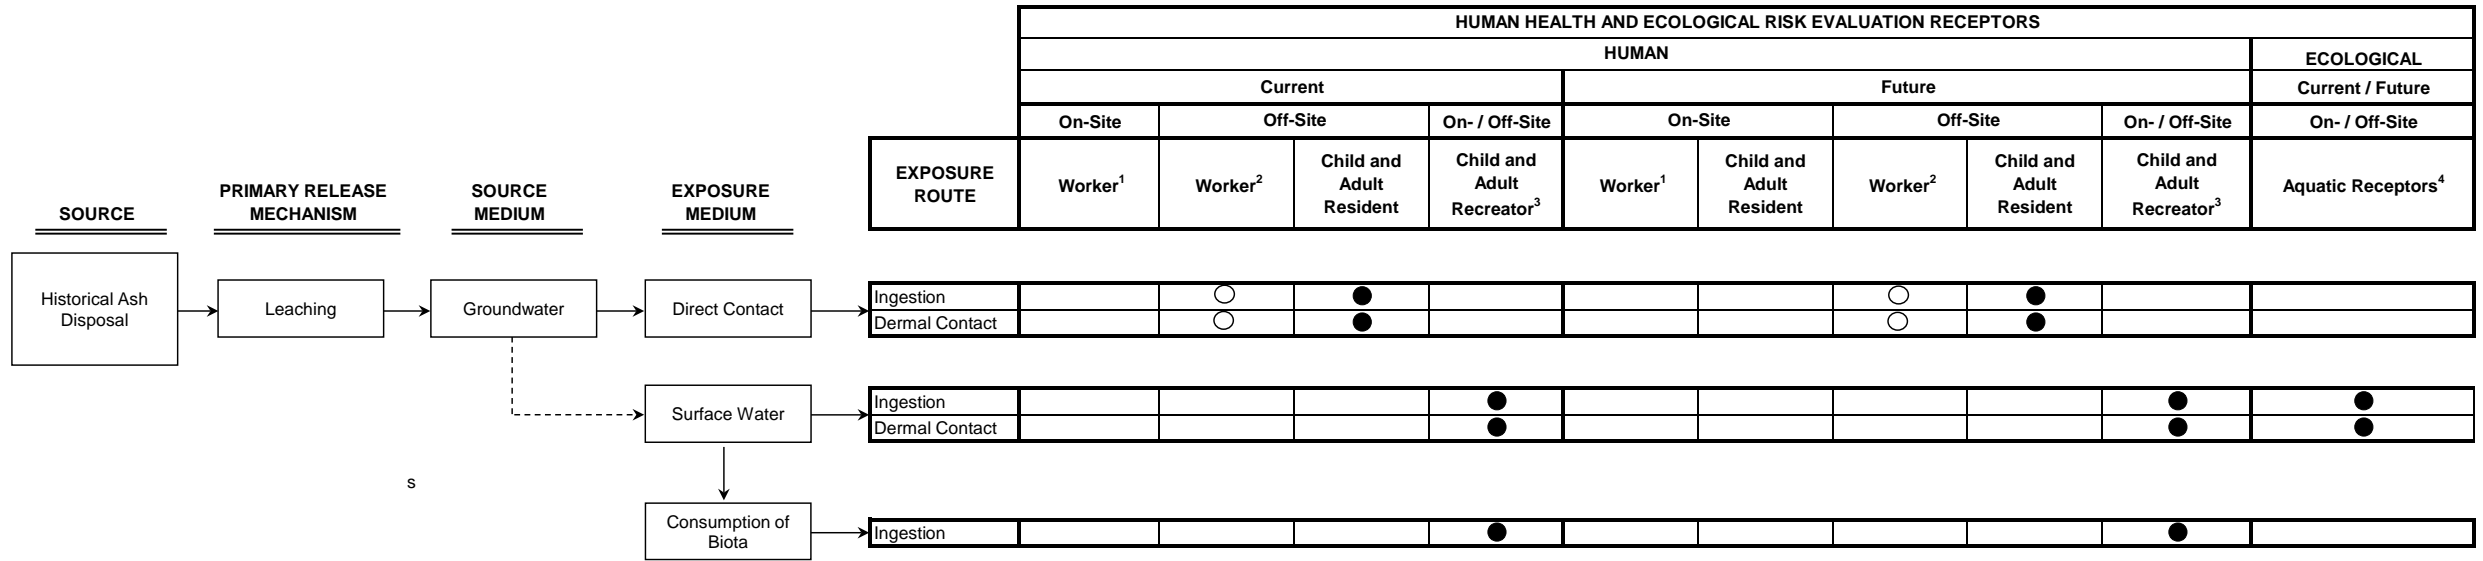 HUMAN HEALTH AND ECOLOGICAL RISK EVALUATION RECEPTORS
HUMAN
ECOLOGICAL
Current
Future
Current / Future
On-Site
Off-Site
On- / Off-Site
On-Site
Off-Site
On- / Off-Site
On- / Off-Site
SOURCE
PRIMARY RELEASE
MECHANISM
SOURCE
MEDIUM
EXPOSURE
MEDIUM
EXPOSURE
ROUTE
Worker¹
Worker²
Child and
Adult
Resident
Child and
Adult
Recreator³
Worker¹
Child and
Adult
Resident
Worker²
Child and
Adult
Resident
Child and
Adult
Recreator³
Aquatic Receptors⁴
Historical Ash
Disposal
Leaching
Groundwater
Direct Contact
Ingestion
Dermal Contact
Surface Water
Ingestion
Dermal Contact
s
Consumption of
Biota
Ingestion